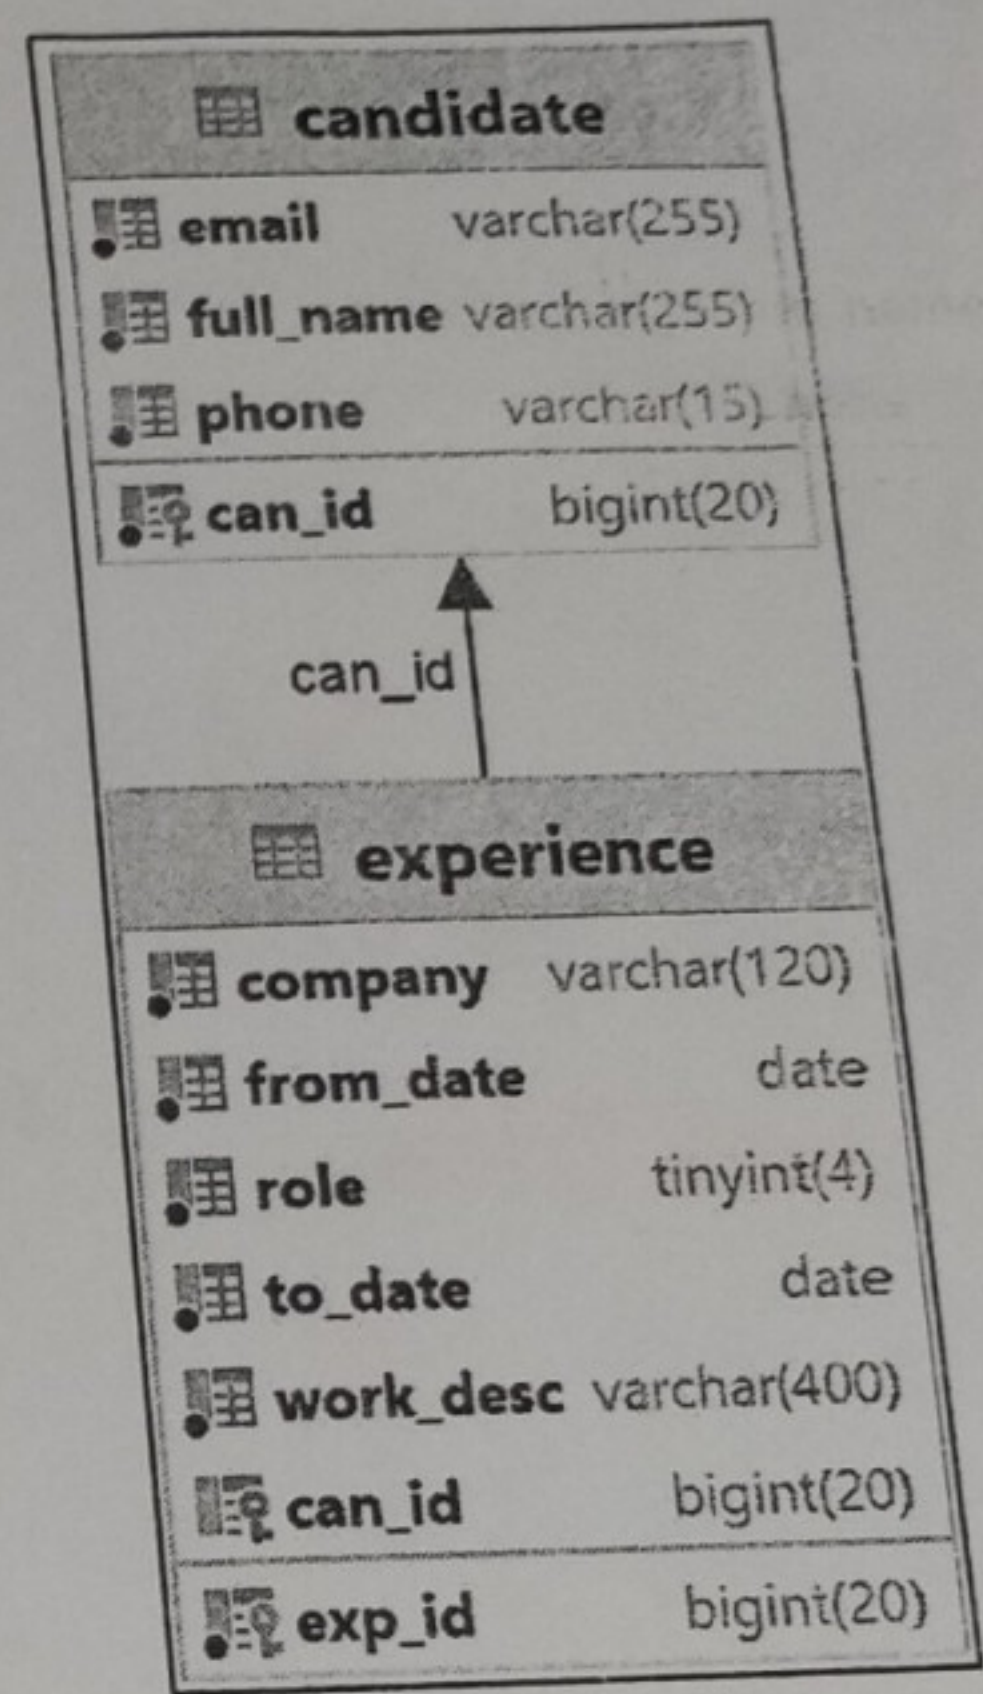 candidate
email varchar(255)
full_name varchar(255)
phone varchar(15)
can_id bigint(20)
can_id
experience
company varchar(120)
from_date date
role tinyint(4)
to_date date
work_desc varchar(400)
can_id bigint(20)
exp_id bigint(20)